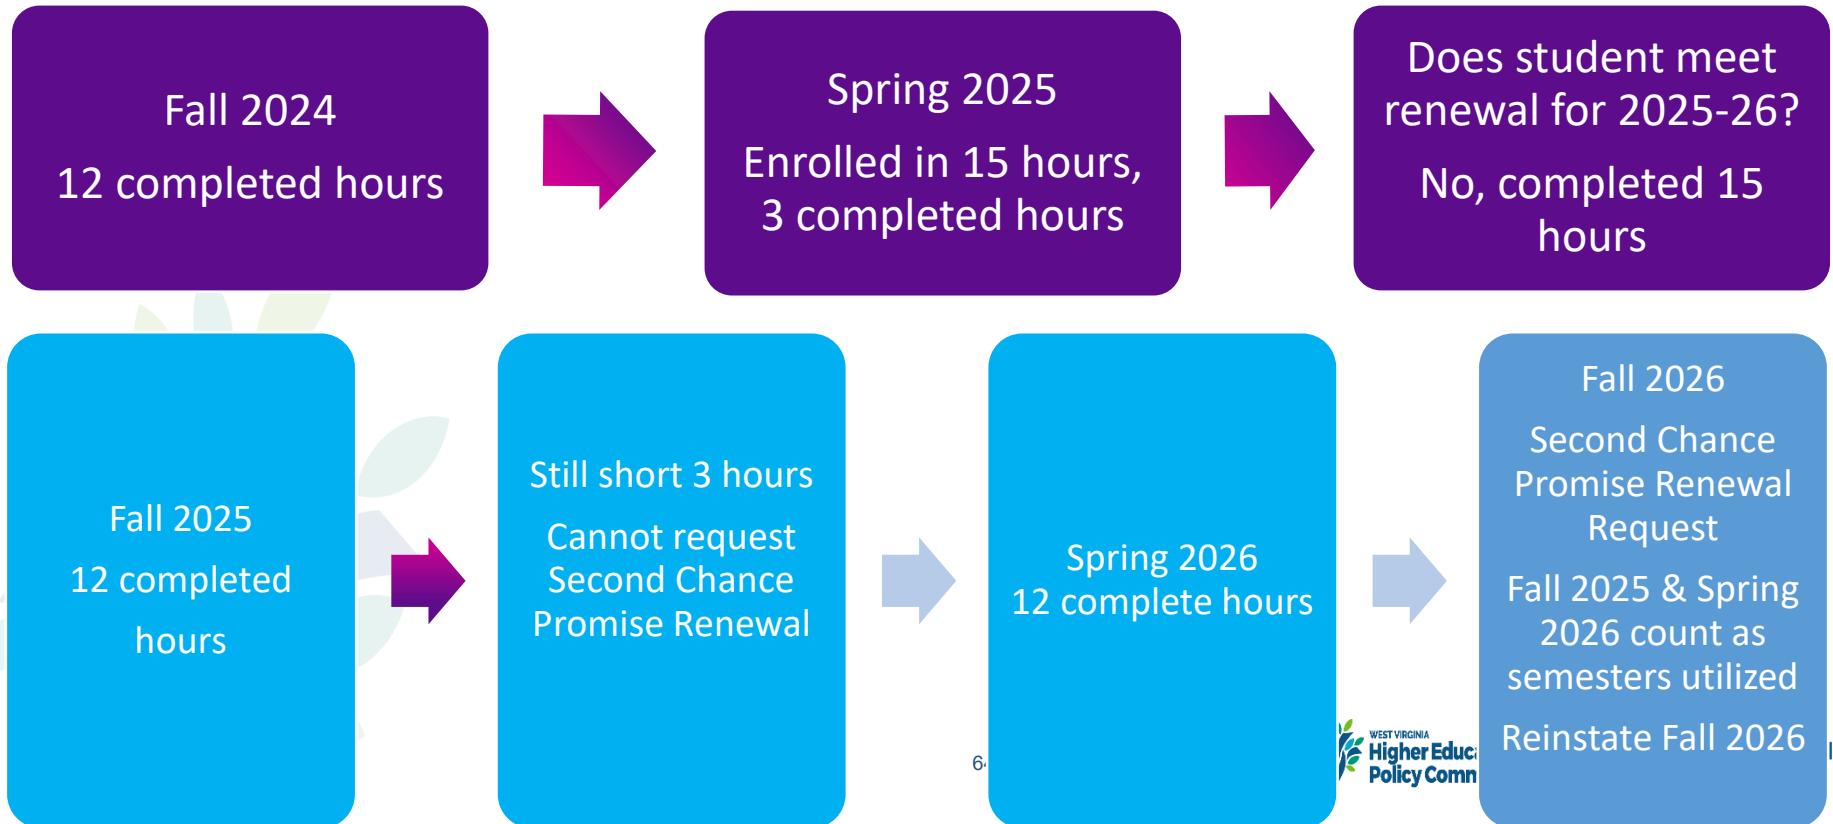 Fall 2024
12 completed hours
Spring 2025
Enrolled in 15 hours,
3 completed hours
Does student meet
renewal for 2025-26?
No, completed 15
hours
Fall 2025
12 completed
hours
Still short 3 hours
Cannot request
Second Chance
Promise Renewal
Spring 2026
12 complete hours
Fall 2026
Second Chance
Promise Renewal
Request
Fall 2025 & Spring
2026 count as
semesters utilized
Reinstate Fall 2026
WEST VIRGINIA
Higher
Policy